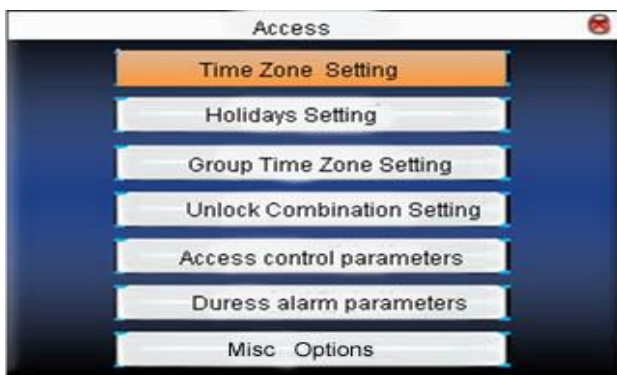 Access
Time Zone Setting
Holidays Setting
Group Time Zone Setting
Unlock Combination Setting
Access control parameters
Duress alarm parameters
Misc Options